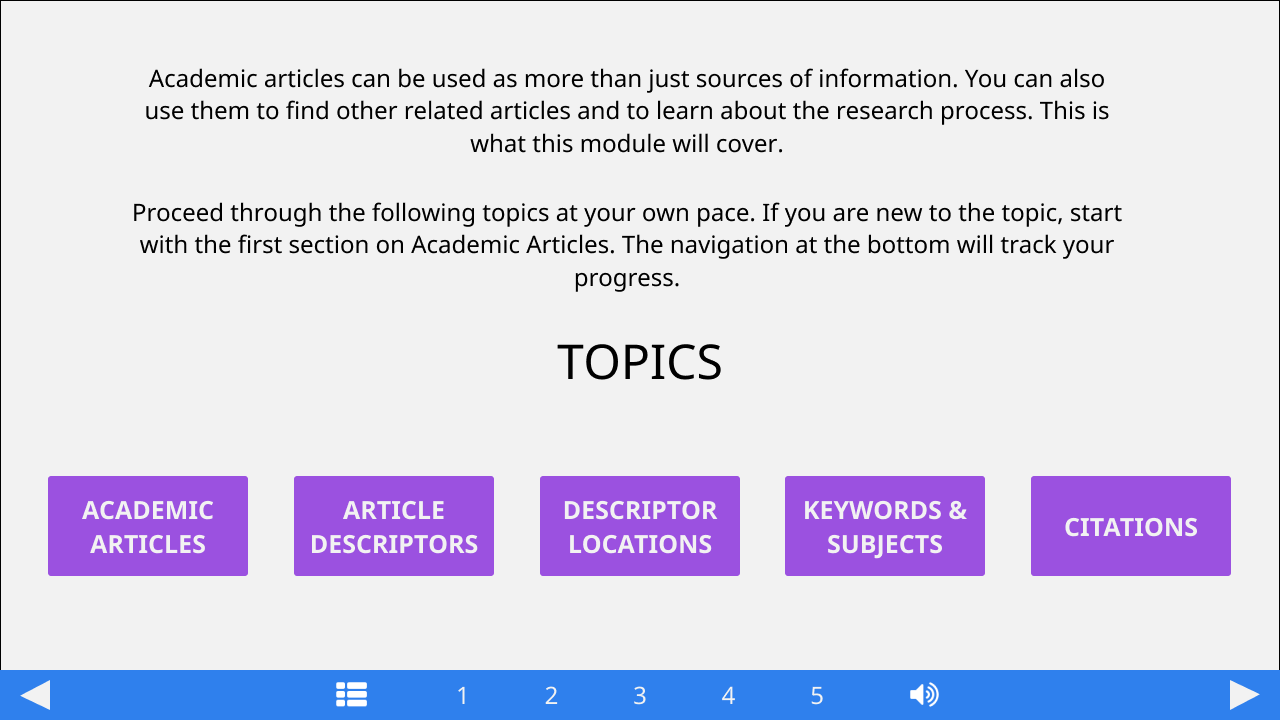 Academic articles can be used as more than just sources of information. You can also
use them to find other related articles and to learn about the research process. This is
what this module will cover.
Proceed through the following topics at your own pace. If you are new to the topic, start
with the first section on Academic Articles. The navigation at the bottom will track your
progress.
TOPICS
ACADEMIC
ARTICLES
ARTICLE
DESCRIPTORS
DESCRIPTOR
LOCATIONS
KEYWORDS &
SUBJECTS
CITATIONS
1 2 3 4 5